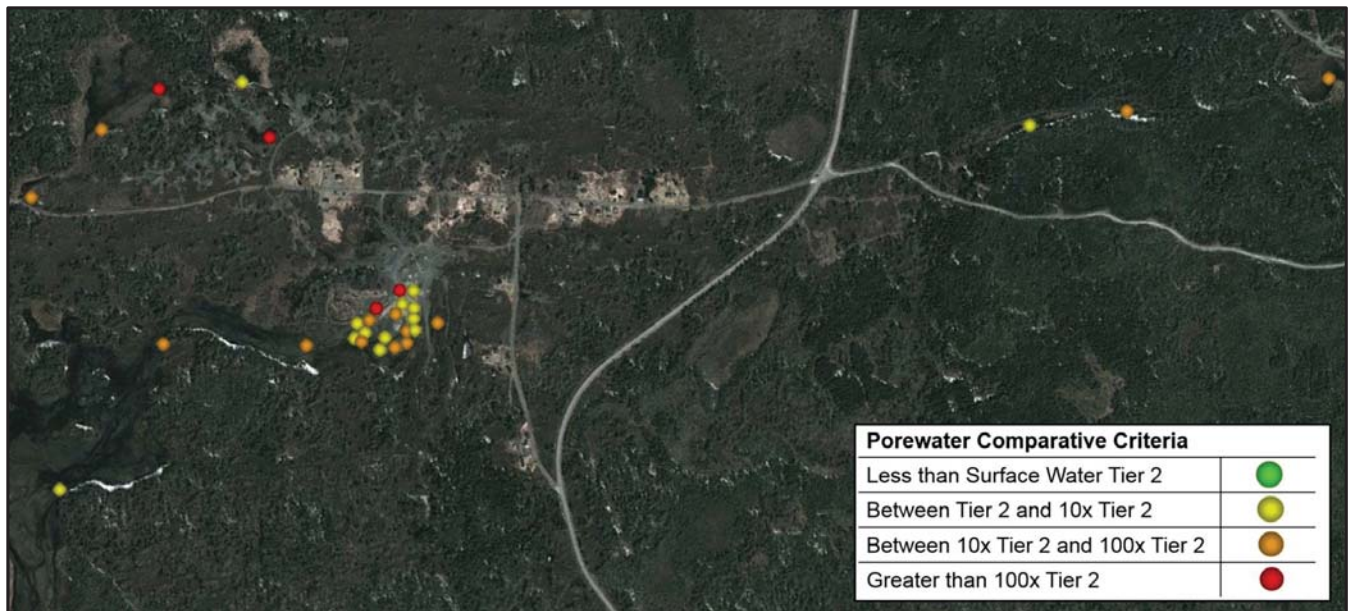 Porewater Comparative Criteria
Less than Surface Water Tier 2
Between Tier 2 and 10x Tier 2
Between 10x Tier 2 and 100x Tier 2
Greater than 100x Tier 2